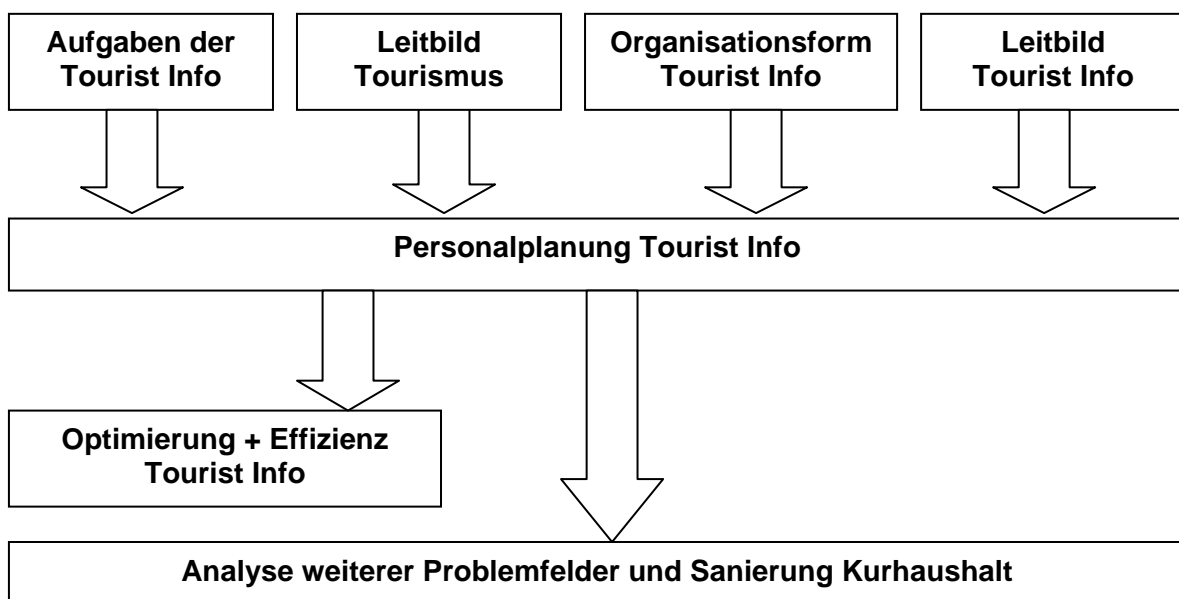 Aufgaben der
Tourist Info
Leitbild
Tourismus
Organisationsform
Tourist Info
Leitbild
Tourist Info
Personalplanung Tourist Info
Optimierung + Effizienz
Tourist Info
Analyse weiterer Problemfelder und Sanierung Kurhaushalt